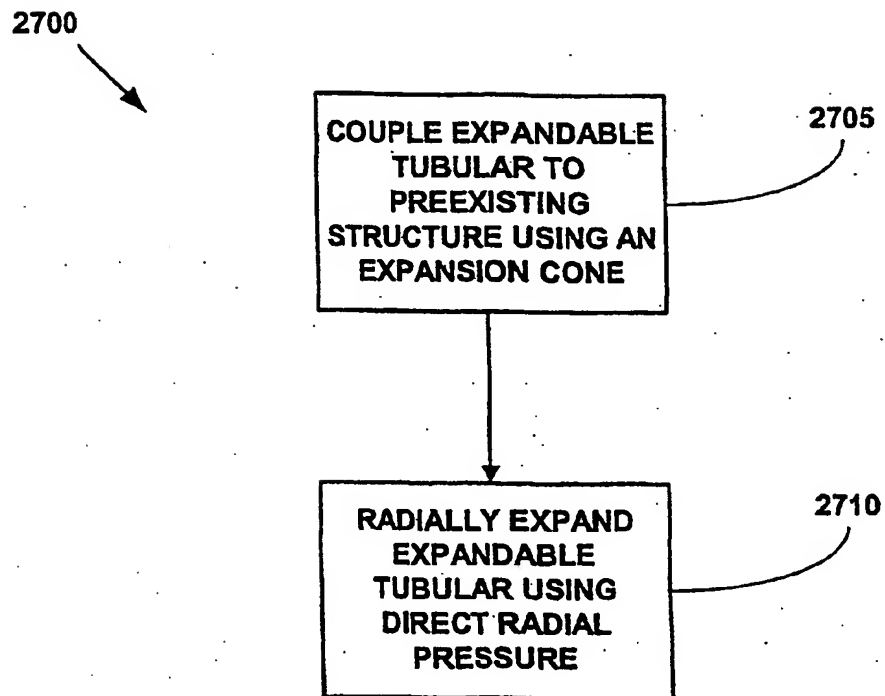 2700
COUPLE EXPANDABLE
TUBULAR TO
PREEXISTING
STRUCTURE USING AN
EXPANSION CONE
2705
RADIALLY EXPAND
EXPANDABLE
TUBULAR USING
DIRECT RADIAL
PRESSURE
2710